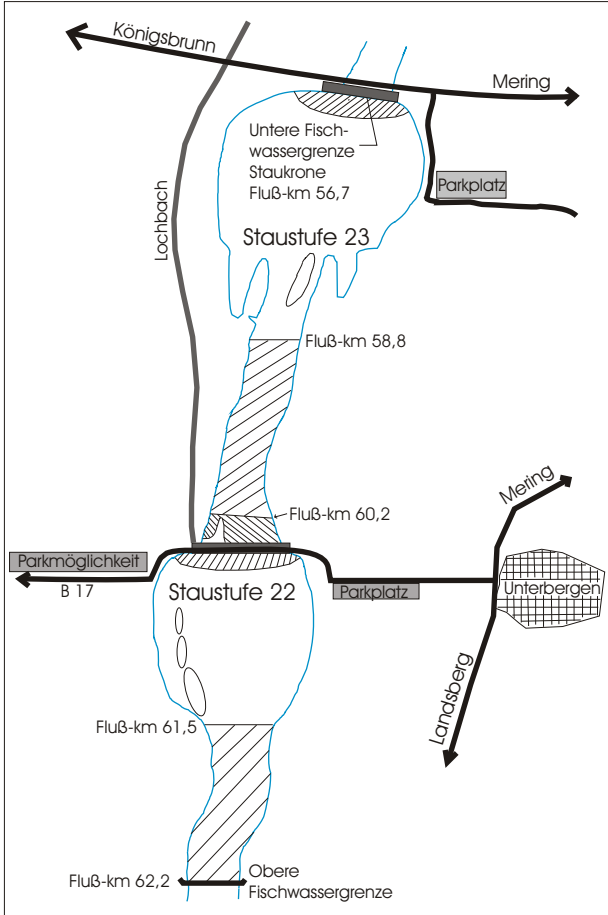 Königsbrunn
Mering
Untere Fisch-
wassergrenze
Staukrone
Fluß-km 56,7
Parkplatz
Lochbach
Staustufe 23
Fluß-km 58,8
Mering
Fluß-km 60,2
Parkmöglichkeit
B 17
Staustufe 22
Parkplatz
Unterbergen
Landsberg
Fluß-km 61,5
Fluß-km 62,2
Obere
Fischwassergrenze